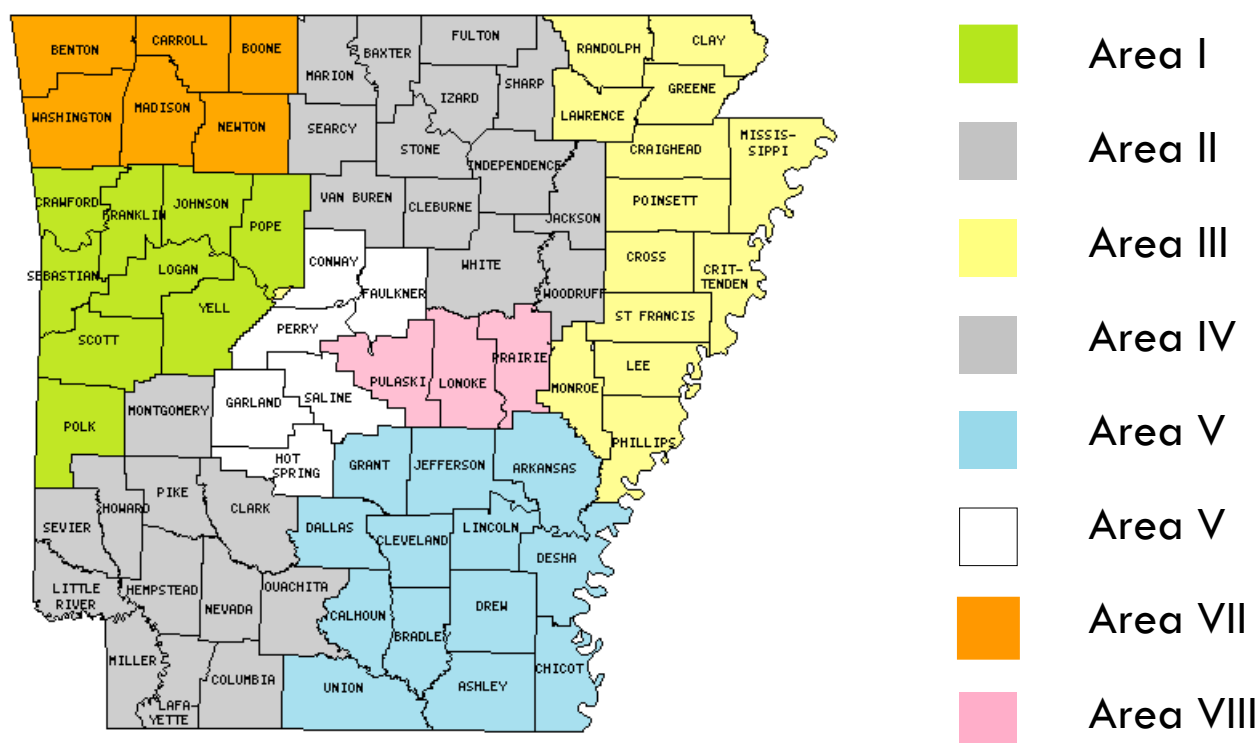 BENTON
CARROLL
BOONE
MARION
BAXTER
FULTON
SHARP
IZARD
RANDOLPH
CLAY
GREENE
LAWRENCE
WASHINGTON
MADISON
NEWTON
SEARCY
STONE
INDEPENDENCE
CRAIGHEAD
MISSIS-
SIPPI
CRAWFORD
FRANKLIN
JOHNSON
POPE
VAN BUREN
CLEBURNE
JACKSON
POINSETT
SEBASTIAN
LOGAN
CONWAY
WHITE
WOODRUFF
CROSS
CRIT-
TENDEN
SCOTT
YELL
PERRY
FAULKNER
ST FRANCIS
PULASKI
LONOKE
PRAIRIE
MONROE
LEE
POLK
MONTGOMERY
GARLAND
SALINE
HOT
SPRING
GRANT
JEFFERSON
ARKANSAS
PHILLIPS
SEVIER
HOWARD
PIKE
CLARK
DALLAS
CLEVELAND
LINCOLN
DESHA
LITTLE
RIVER
HEMPSTEAD
NEVADA
OUACHITA
CALHOUN
BRADLEY
DREW
MILLER
LAFA-
YETTE
COLUMBIA
UNION
ASHLEY
CHICOT
Area I
Area II
Area III
Area IV
Area V
Area V
Area VII
Area VIII